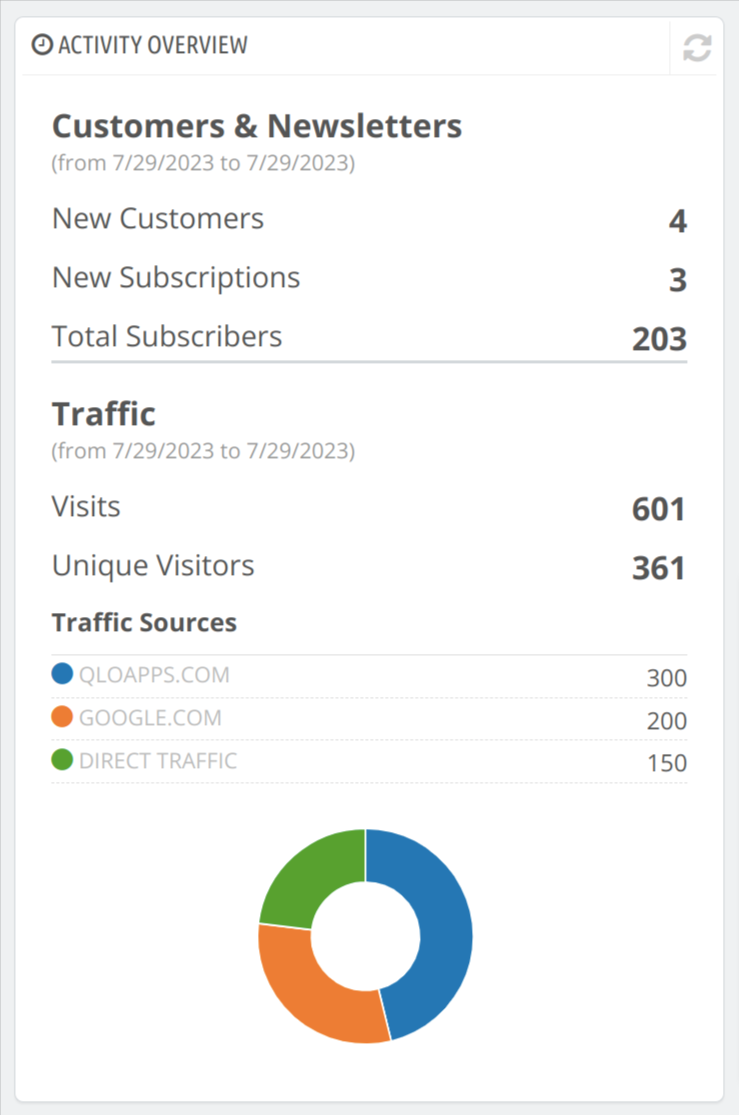 ACTIVITY OVERVIEW
Customers & Newsletters
(from 7/29/2023 to 7/29/2023)
New Customers 4
New Subscriptions 3
Total Subscribers 203
Traffic
(from 7/29/2023 to 7/29/2023)
Visits 601
Unique Visitors 361
Traffic Sources
QLOAPPS.COM 300
GOOGLE.COM 200
DIRECT TRAFFIC 150